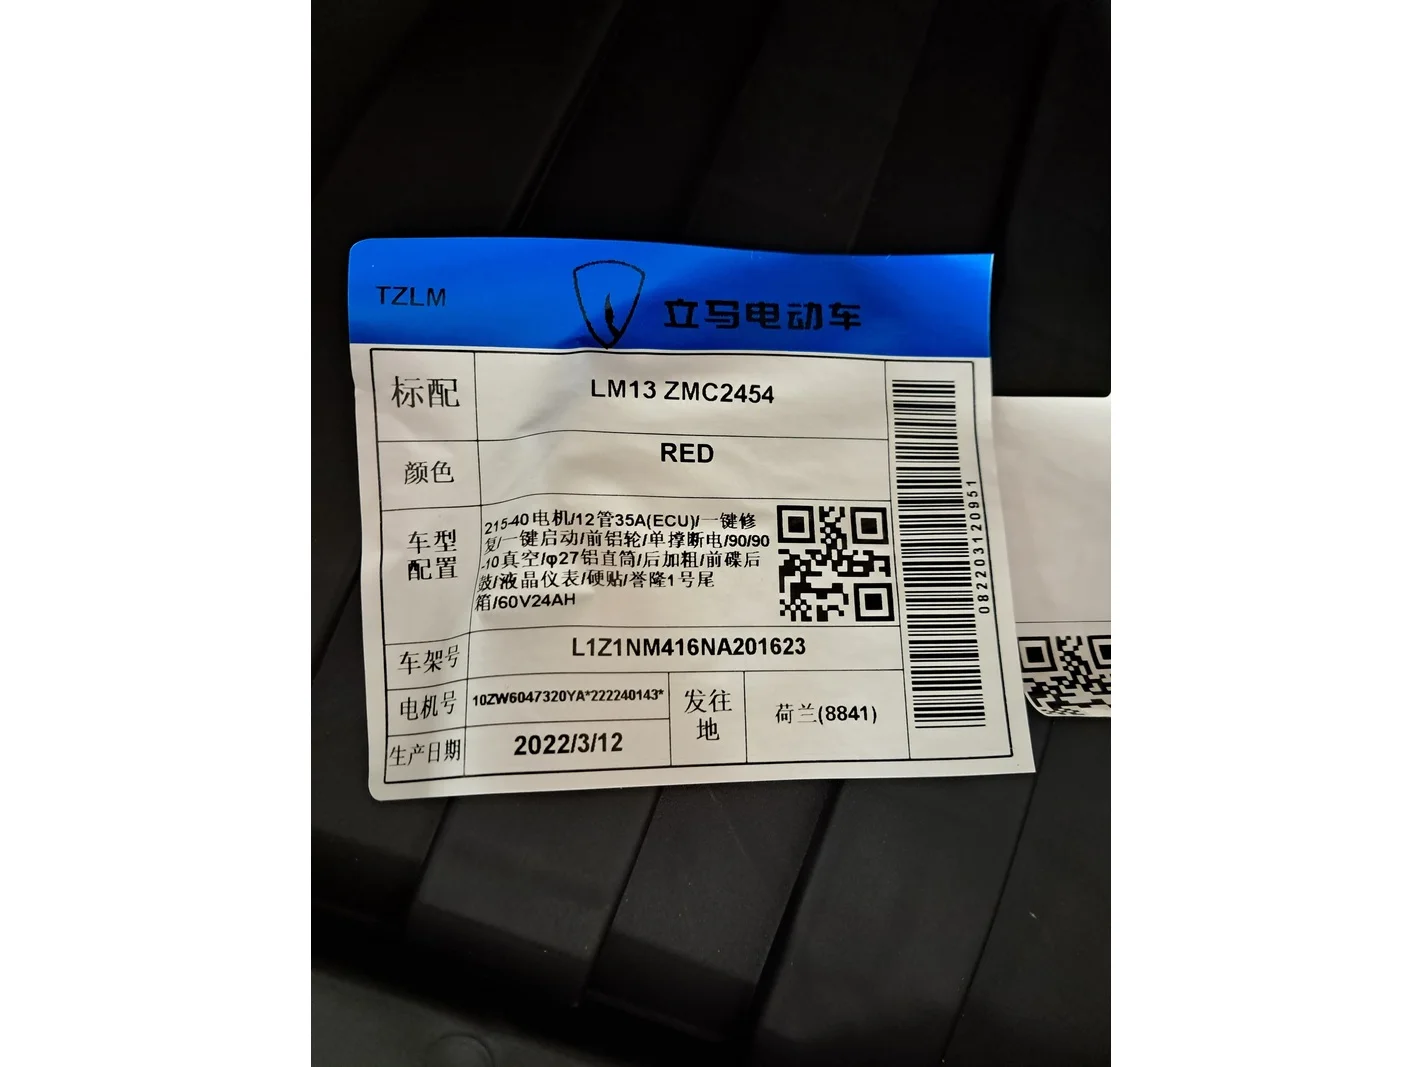 TZLM
立马电动车
标配
LM13 ZMC2454
颜色
RED
车型
配置
215-40电机/12管35A(ECU)/一键修
复/一键启动/前铝轮/单撑断电/90/90
-10真空/φ27铝直筒/后加粗/前碟后
鼓/液晶仪表/硬贴/誉隆1号尾
箱/60V24AH
车架号
L1Z1NM416NA201623
电机号
10ZW6047320YA*222240143*
发往
地
荷兰(8841)
生产日期
2022/3/12
082203120951